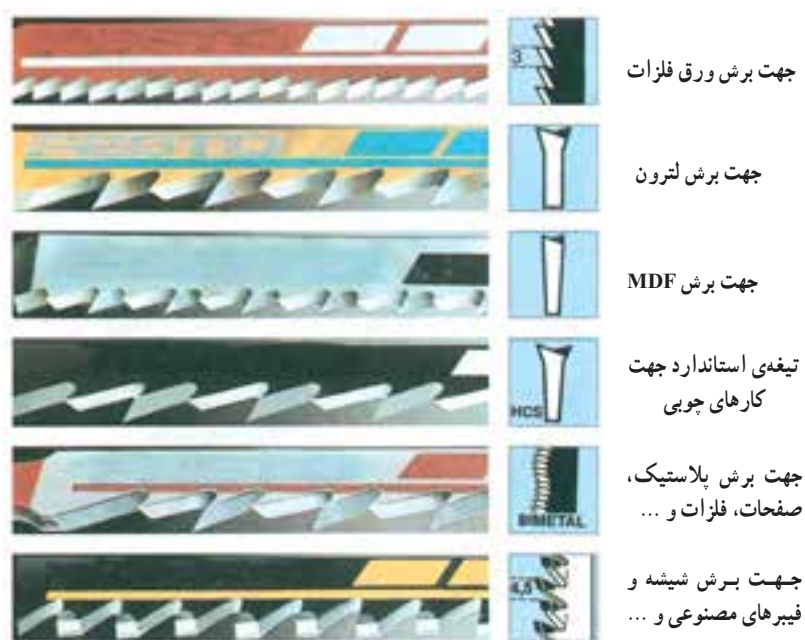 جهت برش ورق فلزات
3
جهت برش لترون
جهت برش MDF
تیغه‌ی استاندارد جهت
کارهای چوبی
HCS
جهت برش پلاستیک،
صفحات، فلزات و ...
BIMETAL
جهت برش شیشه و
فیبرهای مصنوعی و ...
4,5